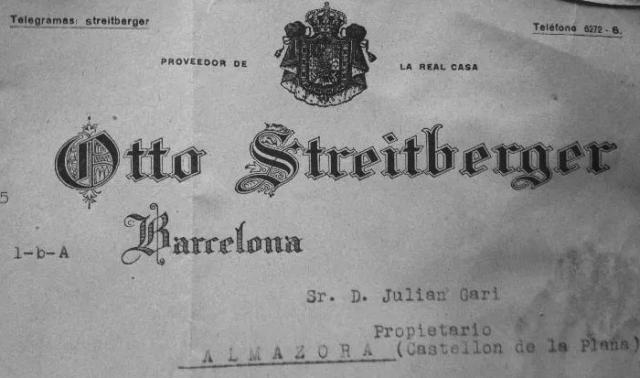 Telegramas: streitberger
Teléfono 6272 - G.
PROVEEDOR DE LA REAL CASA
Otto Streitberger
5
Barcelona
1-b-A
Sr. D. Julian Gari
Propietario
ALMAZORA (Castellon de la Plana)